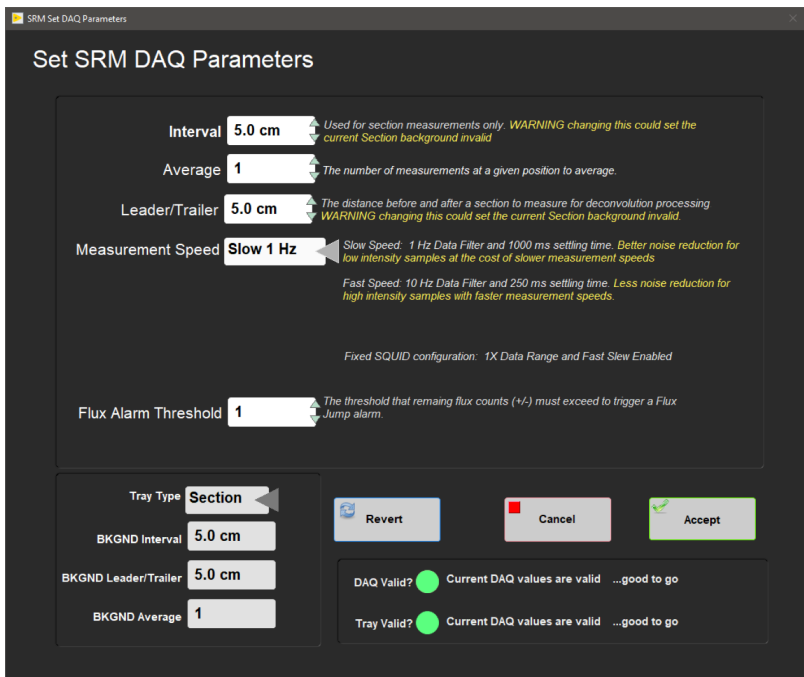 SRM Set DAQ Parameters
Set SRM DAQ Parameters
Interval 5.0 cm
Used for section measurements only. WARNING changing this could set the
current Section background invalid
Average 1
The number of measurements at a given position to average.
Leader/Trailer 5.0 cm
The distance before and after a section to measure for deconvolution processing
WARNING changing this could set the current Section background invalid.
Measurement Speed Slow 1 Hz
Slow Speed: 1 Hz Data Filter and 1000 ms settling time. Better noise reduction for
low intensity samples at the cost of slower measurement speeds
Fast Speed: 10 Hz Data Filter and 250 ms settling time. Less noise reduction for
high intensity samples with faster measurement speeds.
Fixed SQUID configuration: 1X Data Range and Fast Slew Enabled
Flux Alarm Threshold 1
The threshold that remaing flux counts (+/-) must exceed to trigger a Flux
Jump alarm.
Tray Type Section
BKGND Interval 5.0 cm
BKGND Leader/Trailer 5.0 cm
BKGND Average 1
Revert
Cancel
Accept
DAQ Valid? Current DAQ values are valid ...good to go
Tray Valid? Current DAQ values are valid ...good to go